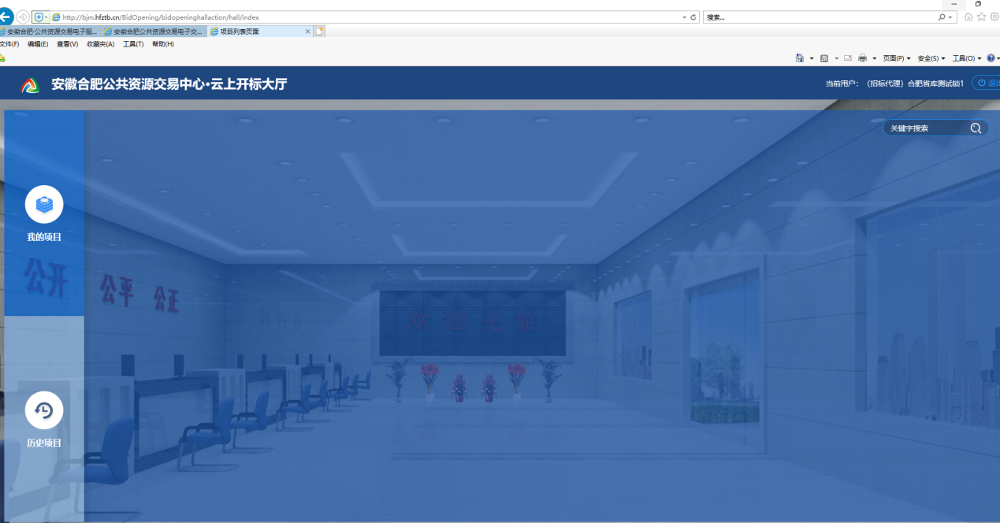 http://bjm.hfztb.cn/BidOpening/bidopeninghallaction/hall/index
搜索...
安徽合肥·公共资源交易电子服...
安徽合肥公共资源交易电子交...
项目列表页面
文件(F) 编辑(E) 查看(V) 收藏夹(A) 工具(T) 帮助(H)
页面(P) 安全(S) 工具(O)
安徽合肥公共资源交易中心·云上开标大厅
当前用户：（招标代理）合肥省库测试锁1
退出
关键字搜索
我的项目
公开 公平 公正
欢迎光临
历史项目